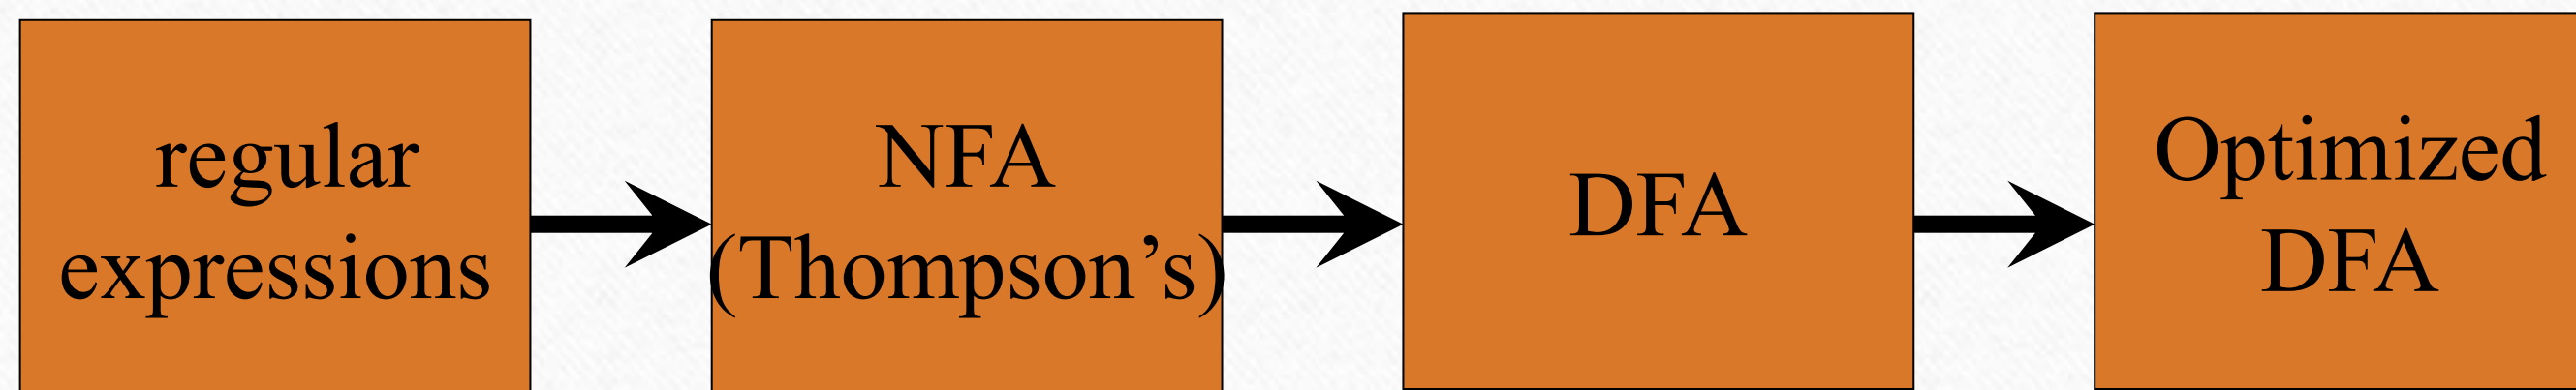 regular
expressions
NFA
(Thompson’s)
DFA
Optimized
DFA